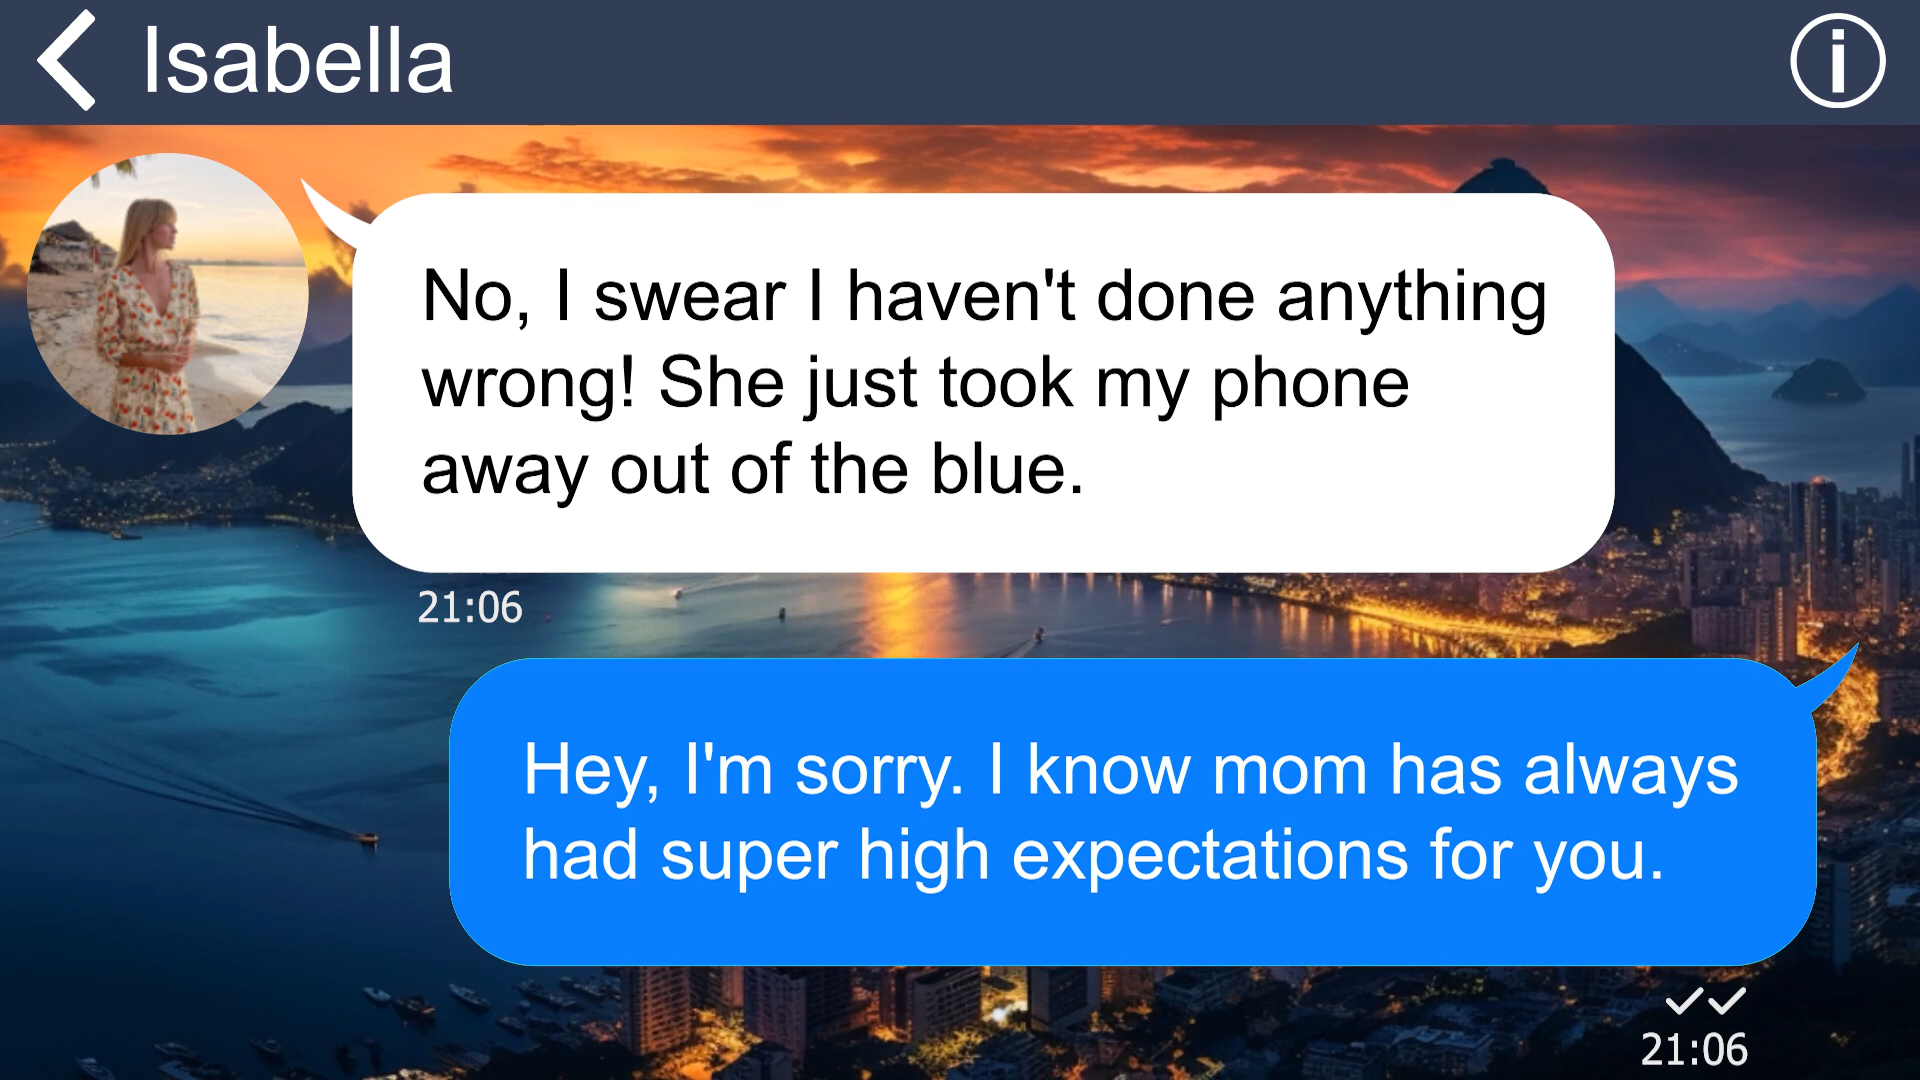 Isabella
No, I swear I haven't done anything
wrong! She just took my phone
away out of the blue.
21:06
Hey, I'm sorry. I know mom has always
had super high expectations for you.
21:06